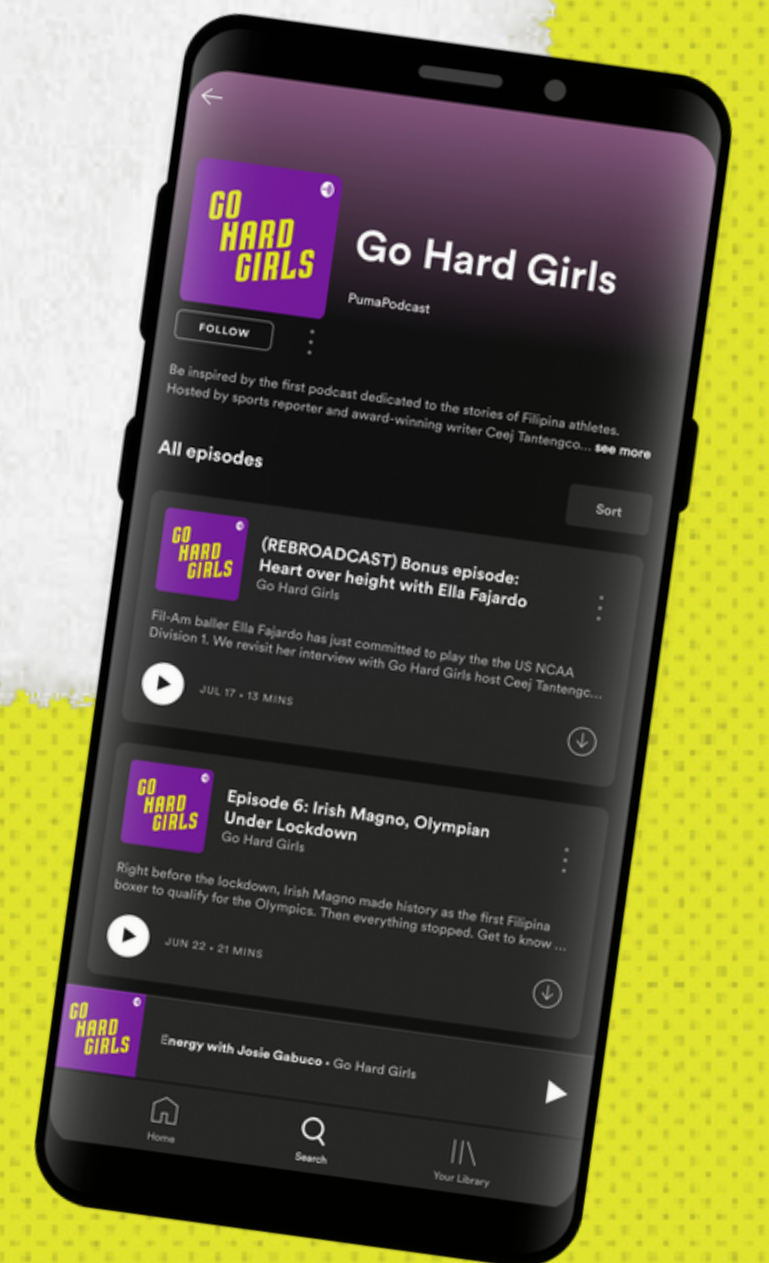 GO
HARD
GIRLS
Go Hard Girls
PumaPodcast
FOLLOW
Be inspired by the first podcast dedicated to the stories of Filipina athletes.
Hosted by sports reporter and award-winning writer Ceej Tantengco... see more
All episodes
Sort
GO
HARD
GIRLS
(REBROADCAST) Bonus episode:
Heart over height with Ella Fajardo
Go Hard Girls
Fil-Am baller Ella Fajardo has just committed to play the the US NCAA
Division 1. We revisit her interview with Go Hard Girls host Ceej Tantengc...
JUL 17 • 13 MINS
GO
HARD
GIRLS
Episode 6: Irish Magno, Olympian
Under Lockdown
Go Hard Girls
Right before the lockdown, Irish Magno made history as the first Filipina
boxer to qualify for the Olympics. Then everything stopped. Get to know ...
JUN 22 • 21 MINS
GO
HARD
GIRLS
Energy with Josie Gabuco • Go Hard Girls
Home
Search
Your Library